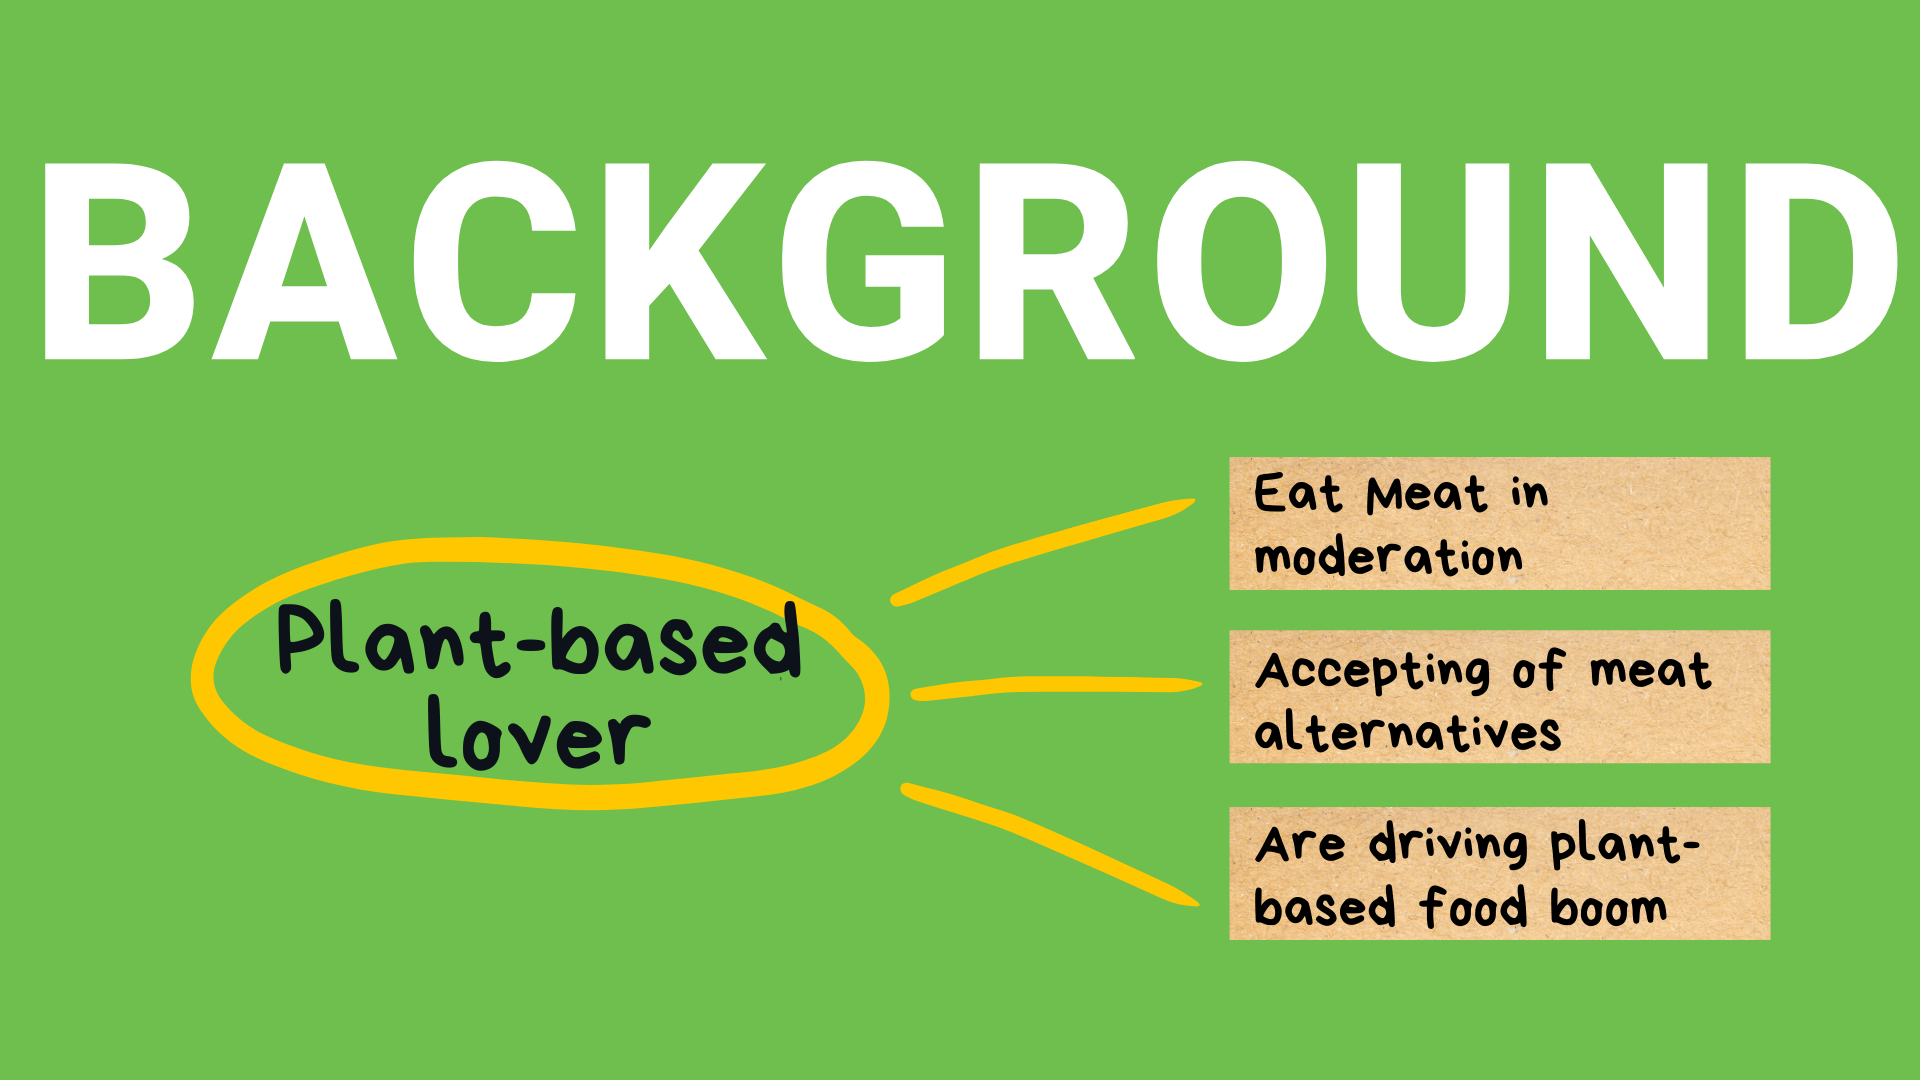 BACKGROUND
Plant-based
lover
Eat Meat in
moderation
Accepting of meat
alternatives
Are driving plant-
based food boom